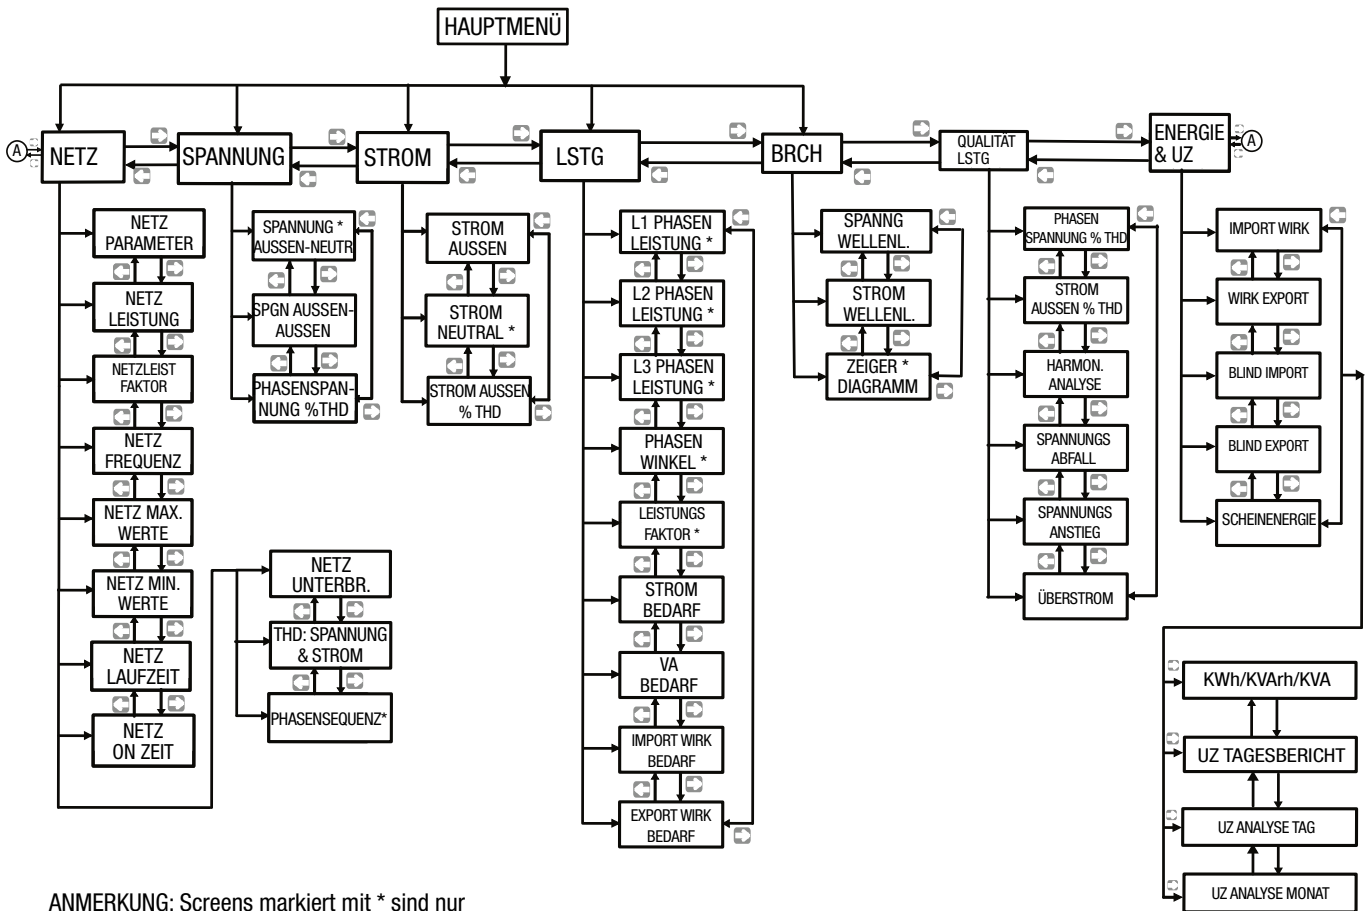 HAUPTMENÜ
A
NETZ
SPANNUNG
STROM
LSTG
BRCH
QUALITÄT
LSTG
ENERGIE
& UZ
A
NETZ
PARAMETER
NETZ
LEISTUNG
NETZLEIST
FAKTOR
NETZ
FREQUENZ
NETZ MAX.
WERTE
NETZ MIN.
WERTE
NETZ
LAUFZEIT
NETZ
ON ZEIT
NETZ
UNTERBR.
THD: SPANNUNG
& STROM
PHASENSEQUENZ*
SPANNUNG *
AUSSEN-NEUTR
SPGN AUSSEN-
AUSSEN
PHASENSPAN-
NUNG %THD
STROM
AUSSEN
STROM
NEUTRAL *
STROM AUSSEN
% THD
L1 PHASEN
LEISTUNG *
L2 PHASEN
LEISTUNG *
L3 PHASEN
LEISTUNG *
PHASEN
WINKEL *
LEISTUNGS
FAKTOR *
STROM
BEDARF
VA
BEDARF
IMPORT WIRK
BEDARF
EXPORT WIRK
BEDARF
SPANNG
WELLENL.
STROM
WELLENL.
ZEIGER *
DIAGRAMM
PHASEN
SPANNUNG % THD
STROM
AUSSEN % THD
HARMON.
ANALYSE
SPANNUNGS
ABFALL
SPANNUNGS
ANSTIEG
ÜBERSTROM
IMPORT WIRK
WIRK EXPORT
BLIND IMPORT
BLIND EXPORT
SCHEINENERGIE
KWh/KVArh/KVA
UZ TAGESBERICHT
UZ ANALYSE TAG
UZ ANALYSE MONAT
ANMERKUNG: Screens markiert mit * sind nur